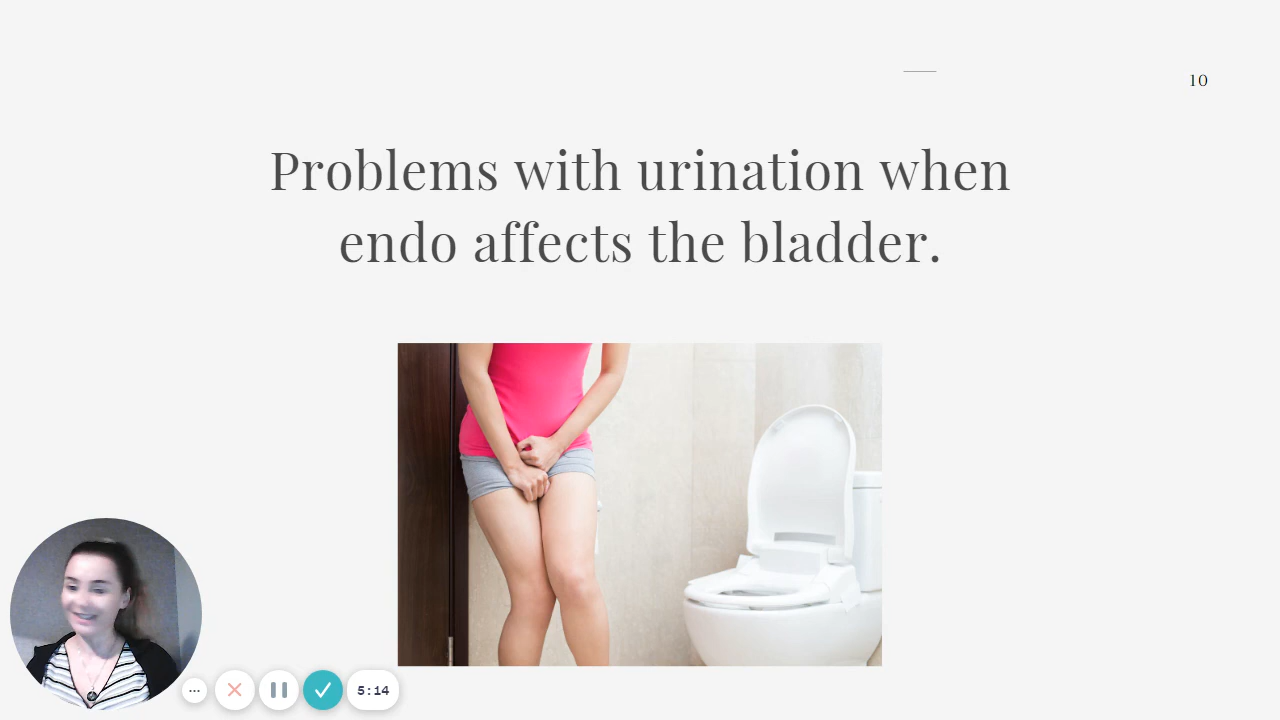 10
Problems with urination when
endo affects the bladder.
5:14